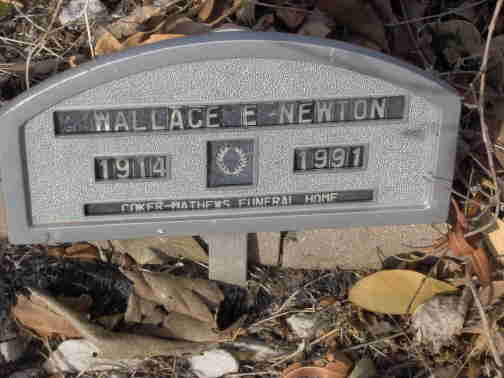 WALLACE E NEWTON
1914 1991
COKER-MATHEWS FUNERAL HOME